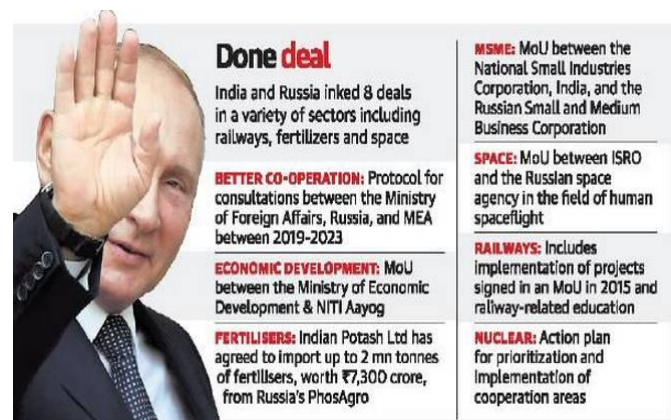 Done deal
India and Russia inked 8 deals
in a variety of sectors including
railways, fertilizers and space
BETTER CO-OPERATION: Protocol for
consultations between the Ministry
of Foreign Affairs, Russia, and MEA
between 2019-2023
ECONOMIC DEVELOPMENT: MoU
between the Ministry of Economic
Development & NITI Aayog
FERTILISERS: Indian Potash Ltd has
agreed to import up to 2 mn tonnes
of fertilisers, worth ₹7,300 crore,
from Russia's PhosAgro
MSME: MoU between the
National Small Industries
Corporation, India, and the
Russian Small and Medium
Business Corporation
SPACE: MoU between ISRO
and the Russian space
agency in the field of human
spaceflight
RAILWAYS: Includes
implementation of projects
signed in an MoU in 2015 and
railway-related education
NUCLEAR: Action plan
for prioritization and
implementation of
cooperation areas